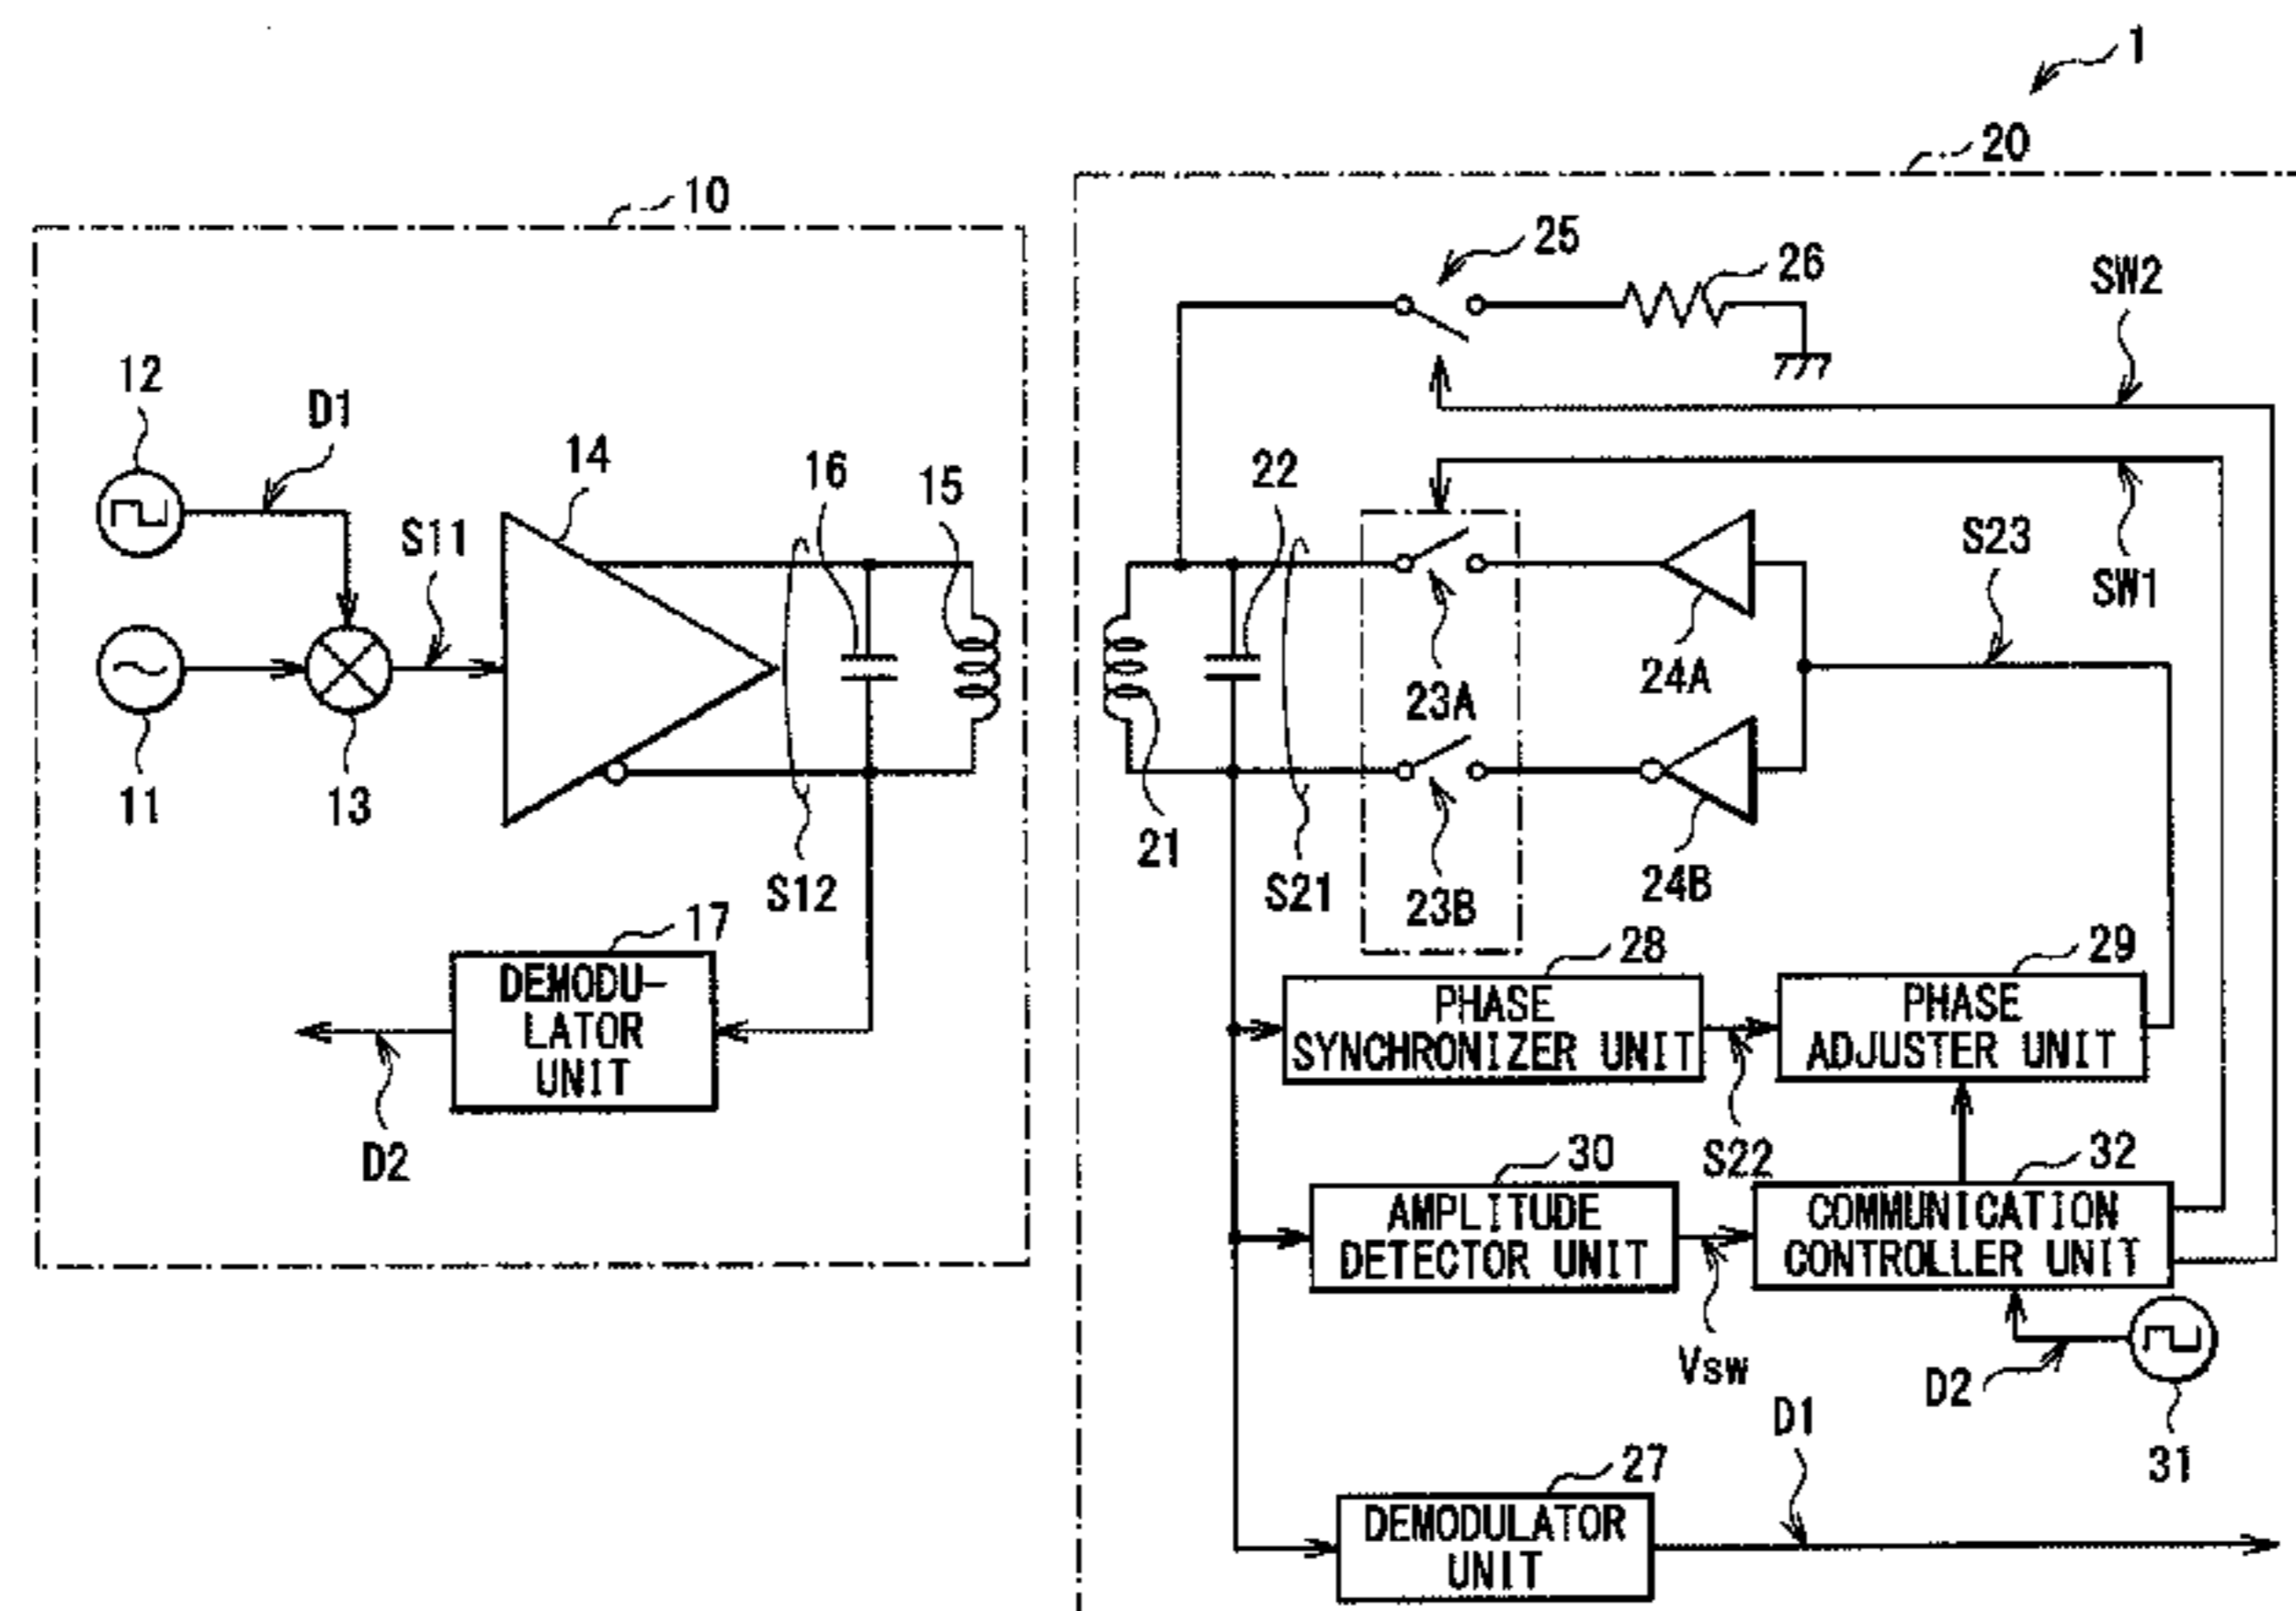 1
20
10
25
26
SW2
12
D1
14
16
15
22
S11
S23
SW1
24A
23A
11
13
S12
21
S21
23B
24B
17
28
29
DEMODU-
LATOR
UNIT
PHASE
SYNCHRONIZER UNIT
PHASE
ADJUSTER UNIT
D2
S22
30
32
AMPLITUDE
DETECTOR UNIT
COMMUNICATION
CONTROLLER UNIT
Vsw
D2
31
D1
27
DEMODULATOR
UNIT